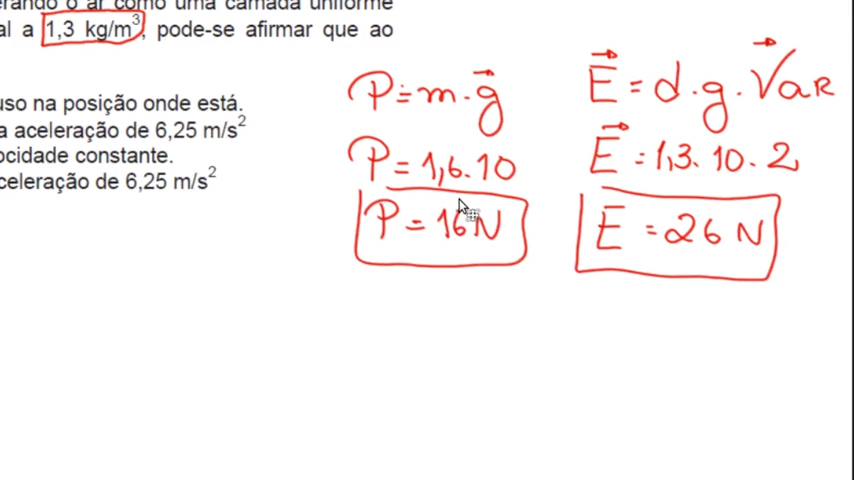 erando o ar como uma camada uniforme
al a 1,3 kg/m³, pode-se afirmar que ao
uso na posição onde está.
a aceleração de 6,25 m/s²
ocidade constante.
celeração de 6,25 m/s²
P = m.g
P = 1,6.10
P = 16N
E = d.g.VAR
E = 1,3.10.2
E = 26 N